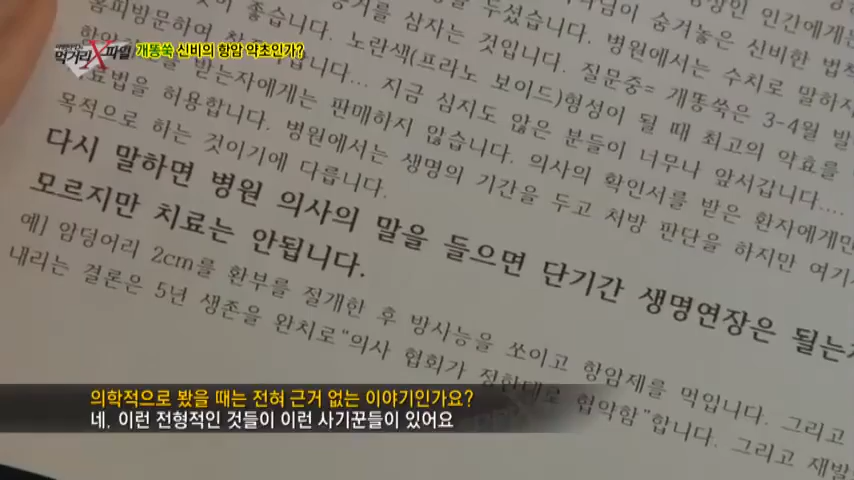 먹거리X파일
개똥쑥 신비의 항암 약초인가?
홈피방문하여
것이 좋습니다.
삼자는 것입니다. 질문중= 개똥쑥은 3-4월
두셨습니다. 병원에서는 수치로 말하지
숨겨놓은 신비한 법칙
인간에게는
노란색(프라노 보이드)형성이 될 때 최고의 약효를
받는자에게는 판매하지 않습니다. 의사의 확인서를 받은 환자에게만
지금 심지도 않은 분들이 너무나 앞서갑니다....
료법을 허용합니다. 병원에서는 생명의 기간을 두고 처방 판단을 하지만 여기
목적으로 하는 것이기에 다릅니다.
다시 말하면 병원 의사의 말을 들으면 단기간 생명연장은 될는지
모르지만 치료는 안됩니다.
예] 암덩어리 2cm를 환부를 절개한 후 방사능을 쏘이고 항암제를 먹입니다. 그리고
내리는 결론은 5년 생존을 완치로"의사 협회가 정한대로 협약함"합니다. 그리고 재발
의학적으로 봤을 때는 전혀 근거 없는 이야기인가요?
네, 이런 전형적인 것들이 이런 사기꾼들이 있어요